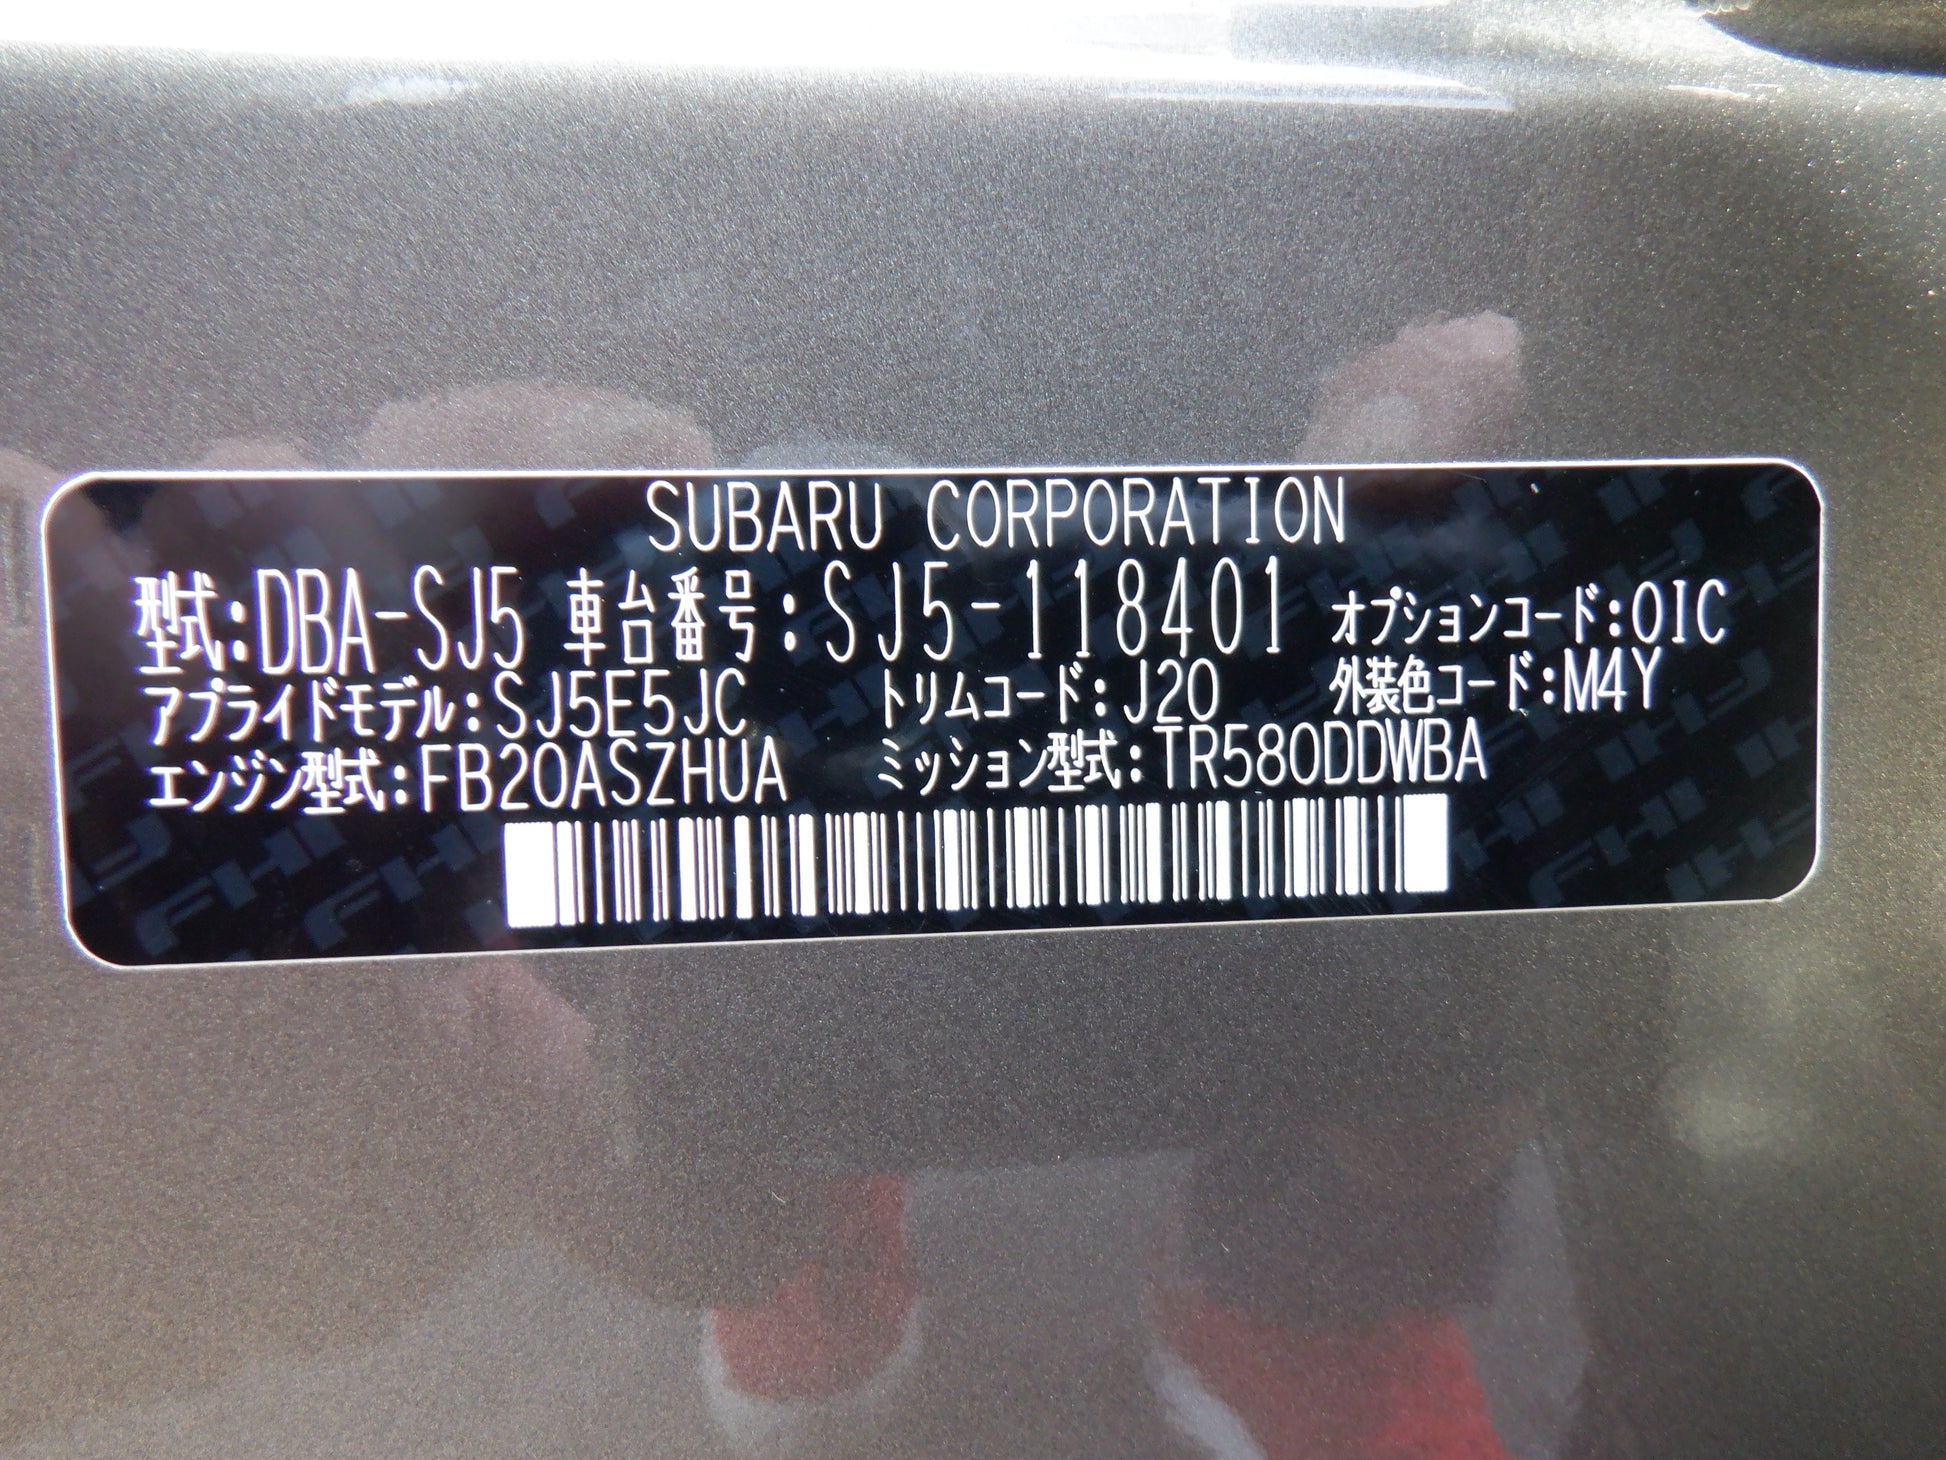 SUBARU CORPORATION
型式:DBA-SJ5 車台番号:SJ5-118401 オプションコード:OIC
アプライドモデル:SJ5E5JC トリムコード:J20 外装色コード:M4Y
エンジン型式:FB20ASZHUA ミッション型式:TR580DDWBA